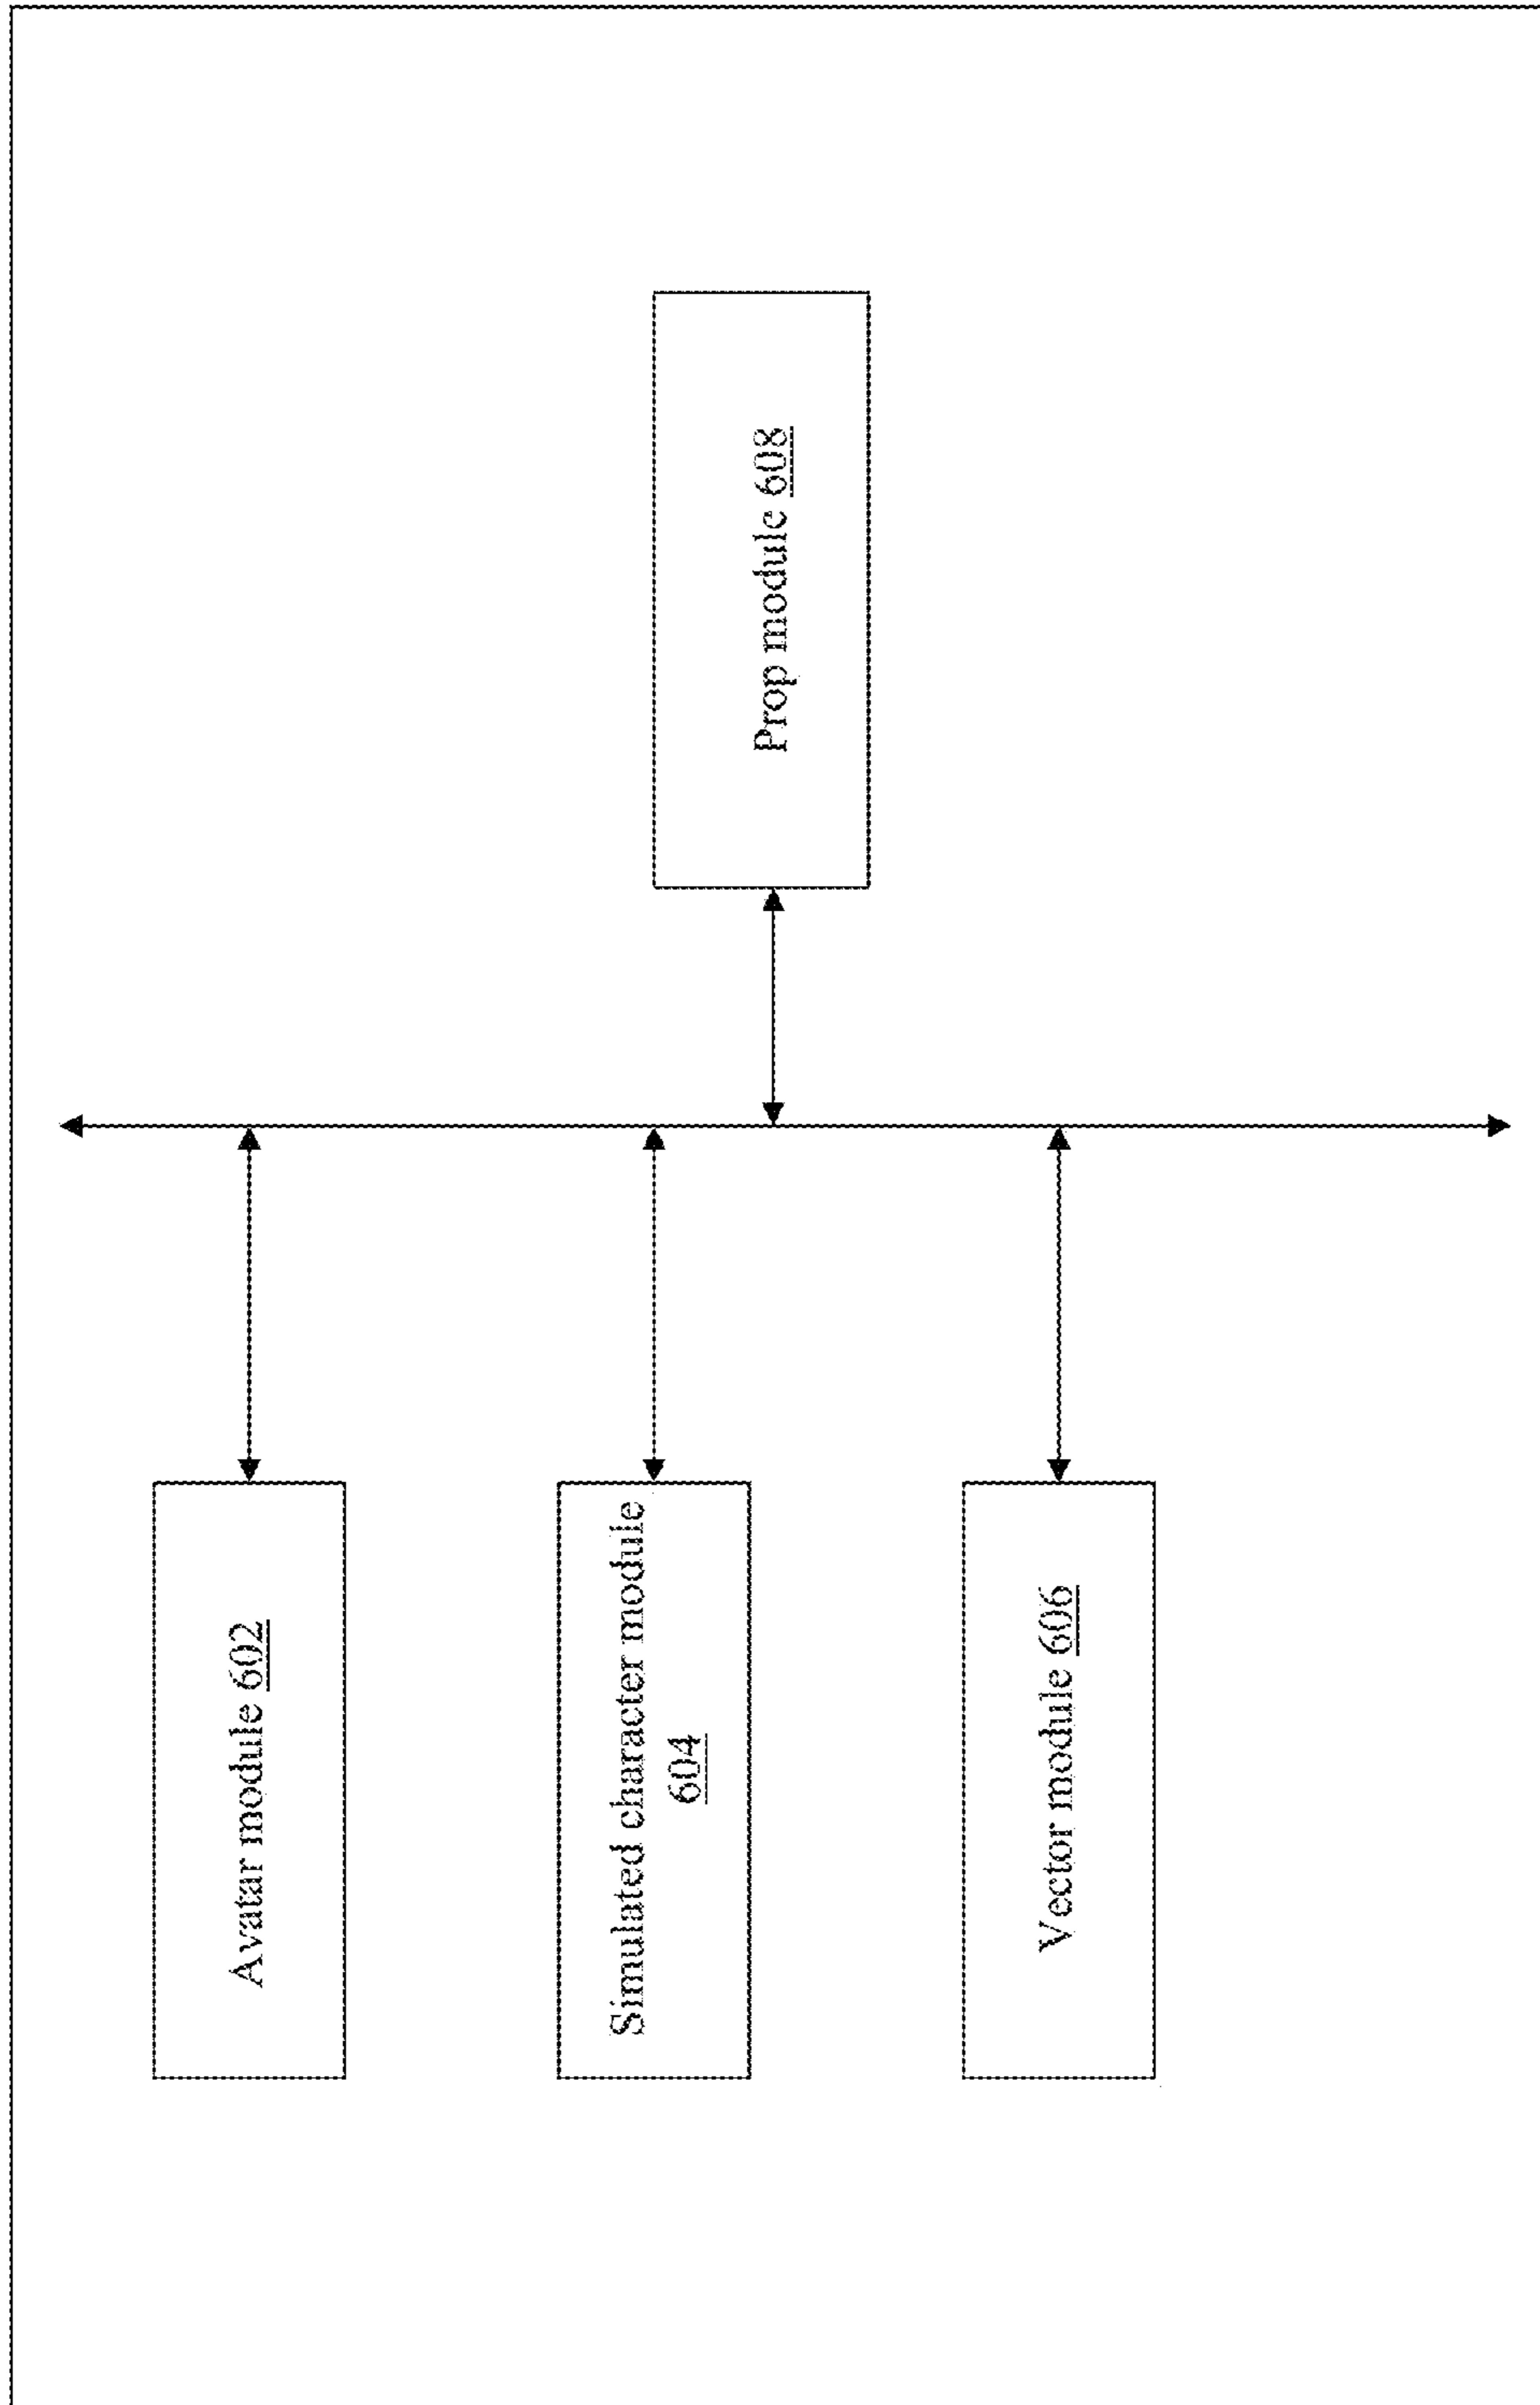 Avatar module 602
Simulated character module
604
Vector module 606
Prop module 608